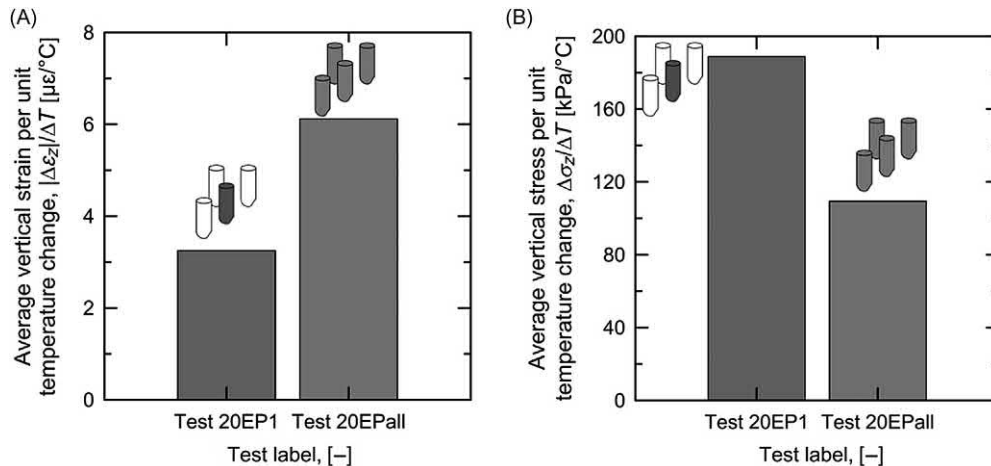 (A)
Average vertical strain per unit
temperature change, |Δε𝑧|/ΔT [με/°C]
8
6
4
2
0
Test 20EP1 Test 20EPall
Test label, [–]
(B)
Average vertical stress per unit
temperature change, Δσ𝑧/ΔT [kPa/°C]
200
160
120
80
40
0
Test 20EP1 Test 20EPall
Test label, [–]